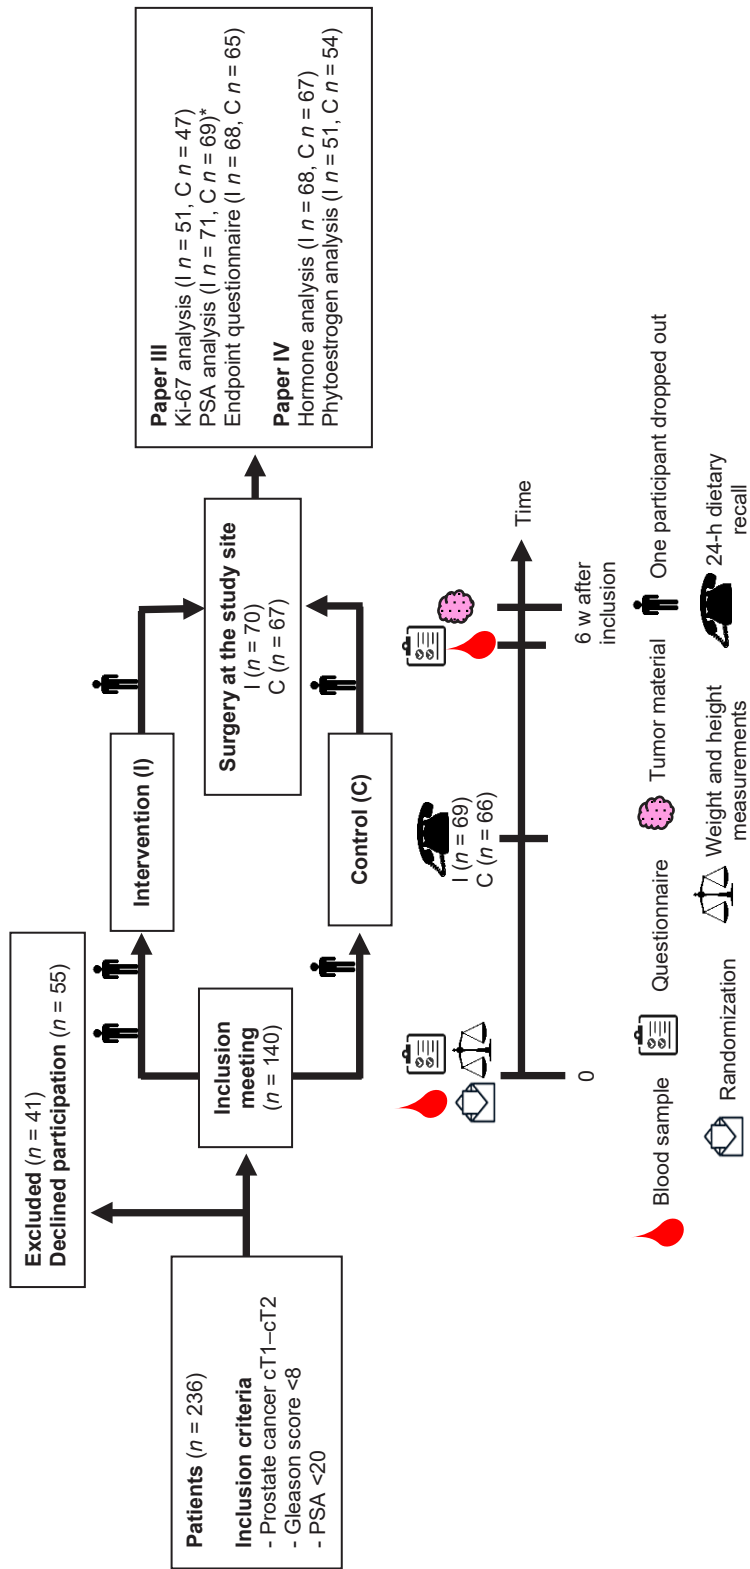 Patients (n = 236)
Inclusion criteria
- Prostate cancer cT1–cT2
- Gleason score <8
- PSA <20
Excluded (n = 41)
Declined participation (n = 55)
Inclusion
meeting
(n = 140)
Intervention (I)
Control (C)
Surgery at the study site
I (n = 70)
C (n = 67)
Paper III
Ki-67 analysis (I n = 51, C n = 47)
PSA analysis (I n = 71, C n = 69)*
Endpoint questionnaire (I n = 68, C n = 65)
Paper IV
Hormone analysis (I n = 68, C n = 67)
Phytoestrogen analysis (I n = 51, C n = 54)
I (n = 69)
C (n = 66)
0
6 w after
inclusion
Time
Blood sample
Questionnaire
Tumor material
One participant dropped out
Randomization
Weight and height
measurements
24-h dietary
recall